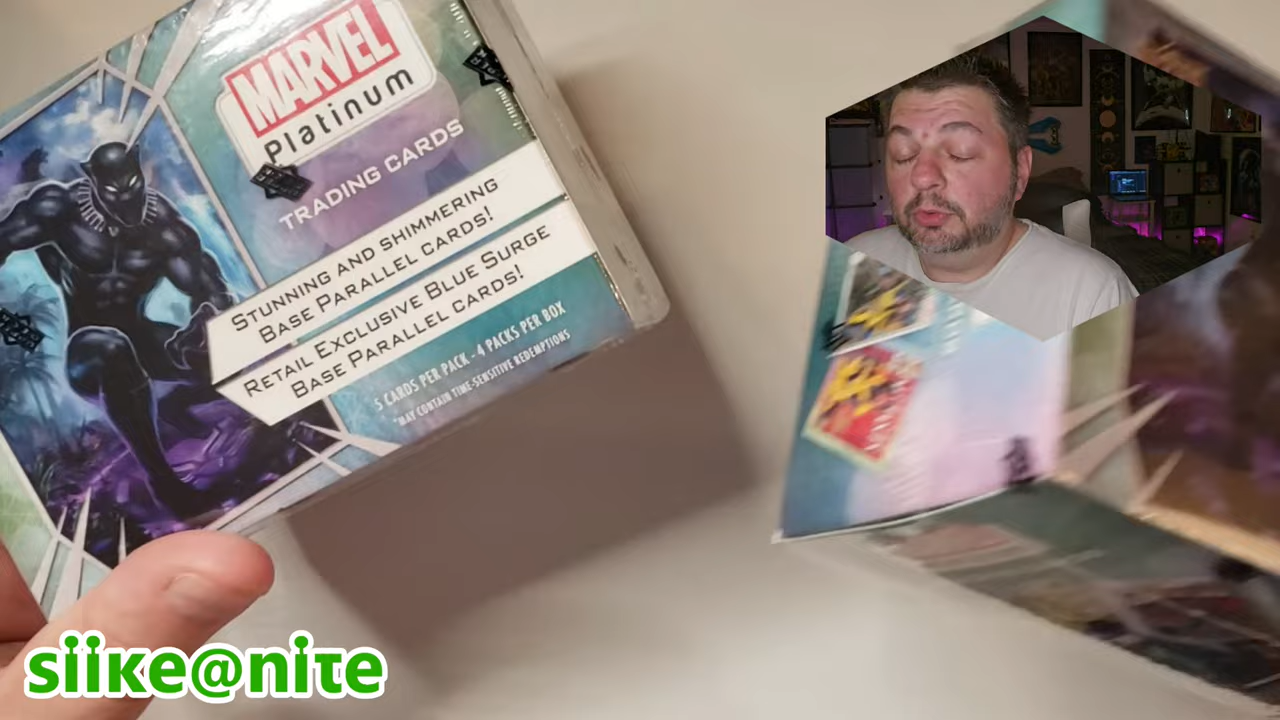 MARVEL
Platinum
TRADING CARDS
STUNNING AND SHIMMERING
BASE PARALLEL CARDS!
RETAIL EXCLUSIVE BLUE SURGE
BASE PARALLEL CARDS!
5 CARDS PER PACK - 4 PACKS PER BOX
*MAY CONTAIN TIME-SENSITIVE REDEMPTIONS
siike@nite